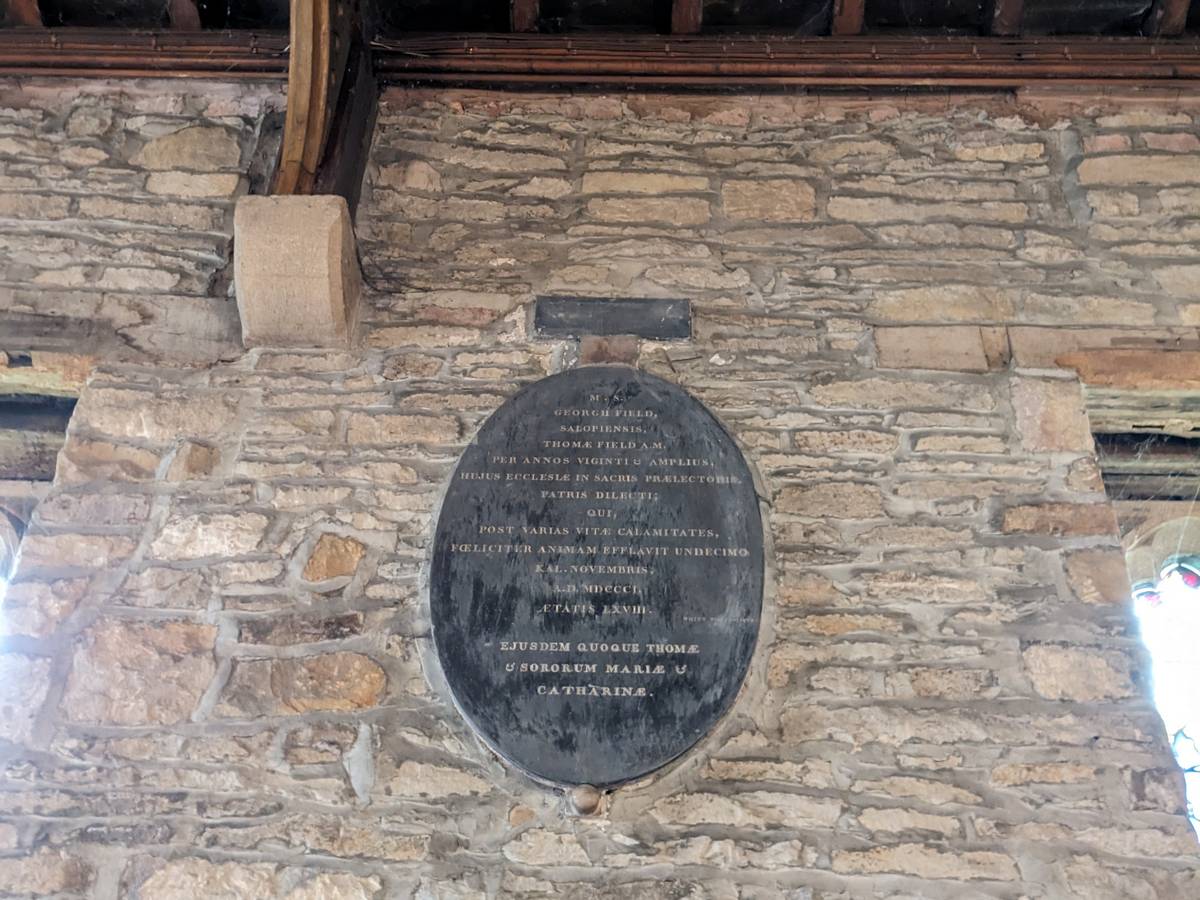 M. S.
GEORGII FIELD,
SALOPIENSIS,
THOMÆ FIELD A.M.
PER ANNOS VIGINTI & AMPLIUS,
HUJUS ECCLESIÆ IN SACRIS PRÆLECTORIS,
PATRIS DILECTI;
QUI,
POST VARIAS VITÆ CALAMITATES,
FŒLICITER ANIMAM EFFLAVIT UNDECIMO
KAL. NOVEMBRIS,
A.D. MDCCCI,
ÆTATIS LXVIII.
EJUSDEM QUOQUE THOMÆ
& SORORUM MARIÆ &
CATHARINÆ.